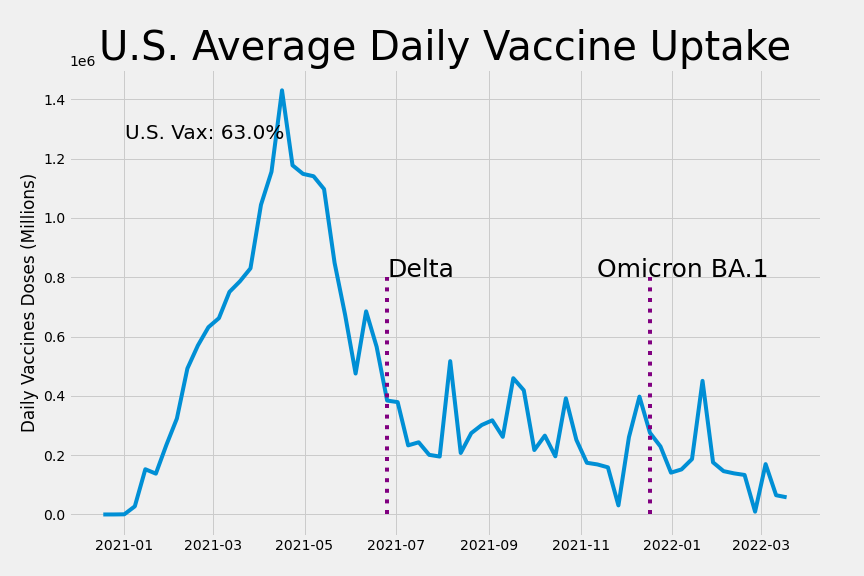 U.S. Average Daily Vaccine Uptake
1e6
1.4
U.S. Vax: 63.0%
1.2
1.0
0.8
0.6
0.4
0.2
0.0
Daily Vaccines Doses (Millions)
Delta
Omicron BA.1
2021-01 2021-03 2021-05 2021-07 2021-09 2021-11 2022-01 2022-03